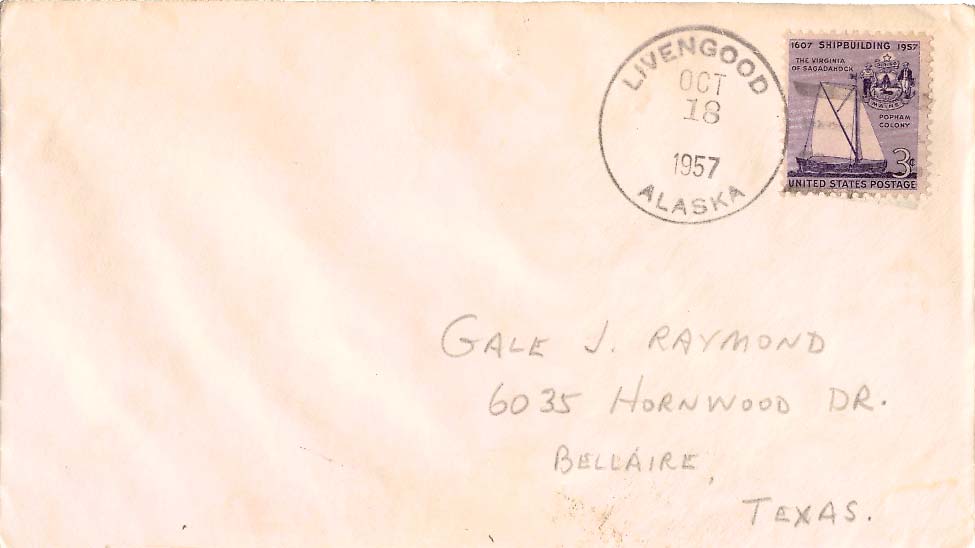 LIVENGOOD
OCT
18
1957
ALASKA
1607 SHIPBUILDING 1957
THE VIRGINIA
OF SAGADAHOCK
MAINE
POPHAM
COLONY
3¢
UNITED STATES POSTAGE
GALE J. RAYMOND
6035 HORNWOOD DR.
BELLAIRE,
TEXAS.